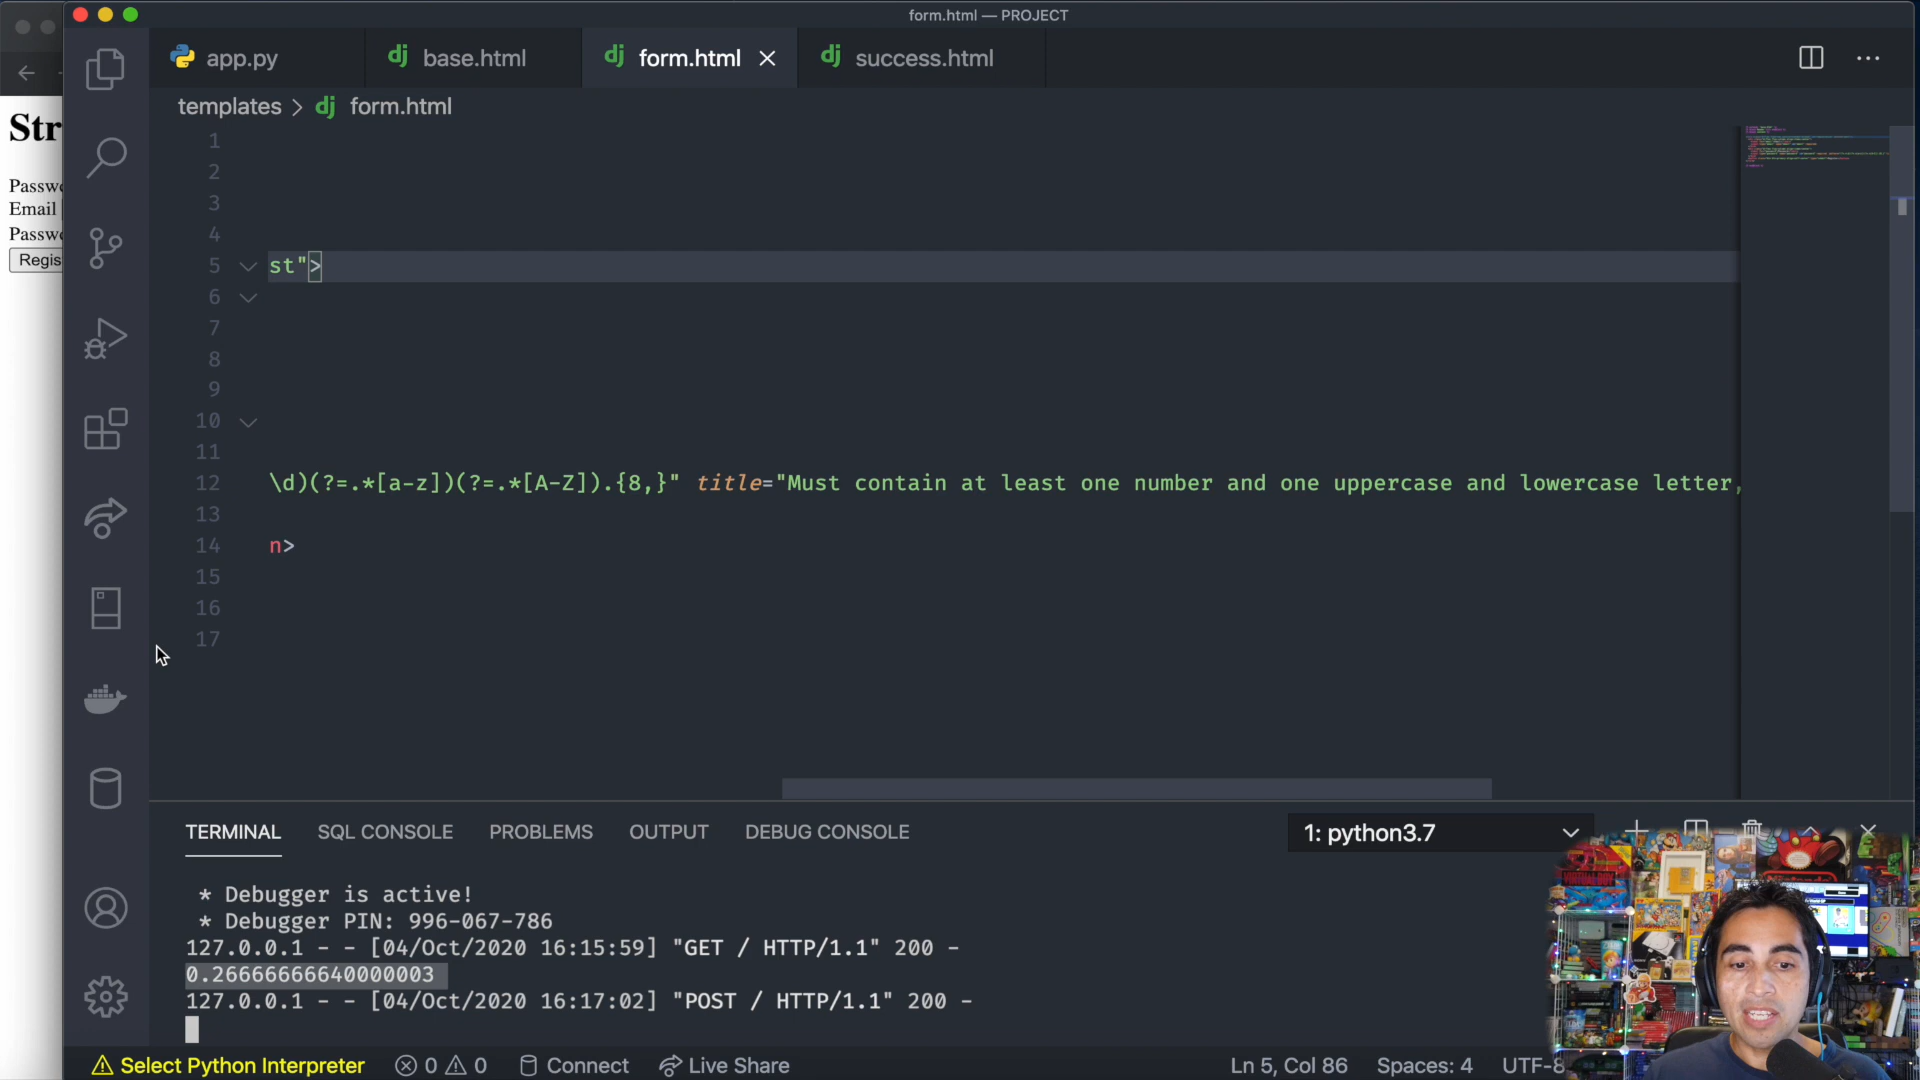 form.html — PROJECT
app.py
base.html
form.html
success.html
templates > form.html
Str
Passwo
Email
Passwo
Regis
1
2
3
4
5 st">
6
7
8
9
10
11
12 \d)(?=.*[a-z])(?=.*[A-Z]).{8,}" title="Must contain at least one number and one uppercase and lowercase letter,
13
14 n>
15
16
17
TERMINAL SQL CONSOLE PROBLEMS OUTPUT DEBUG CONSOLE
1: python3.7
* Debugger is active!
* Debugger PIN: 996-067-786
127.0.0.1 - - [04/Oct/2020 16:15:59] "GET / HTTP/1.1" 200 -
0.26666666640000003
127.0.0.1 - - [04/Oct/2020 16:17:02] "POST / HTTP/1.1" 200 -
Select Python Interpreter 0 0 Connect Live Share
Ln 5, Col 86 Spaces: 4 UTF-8